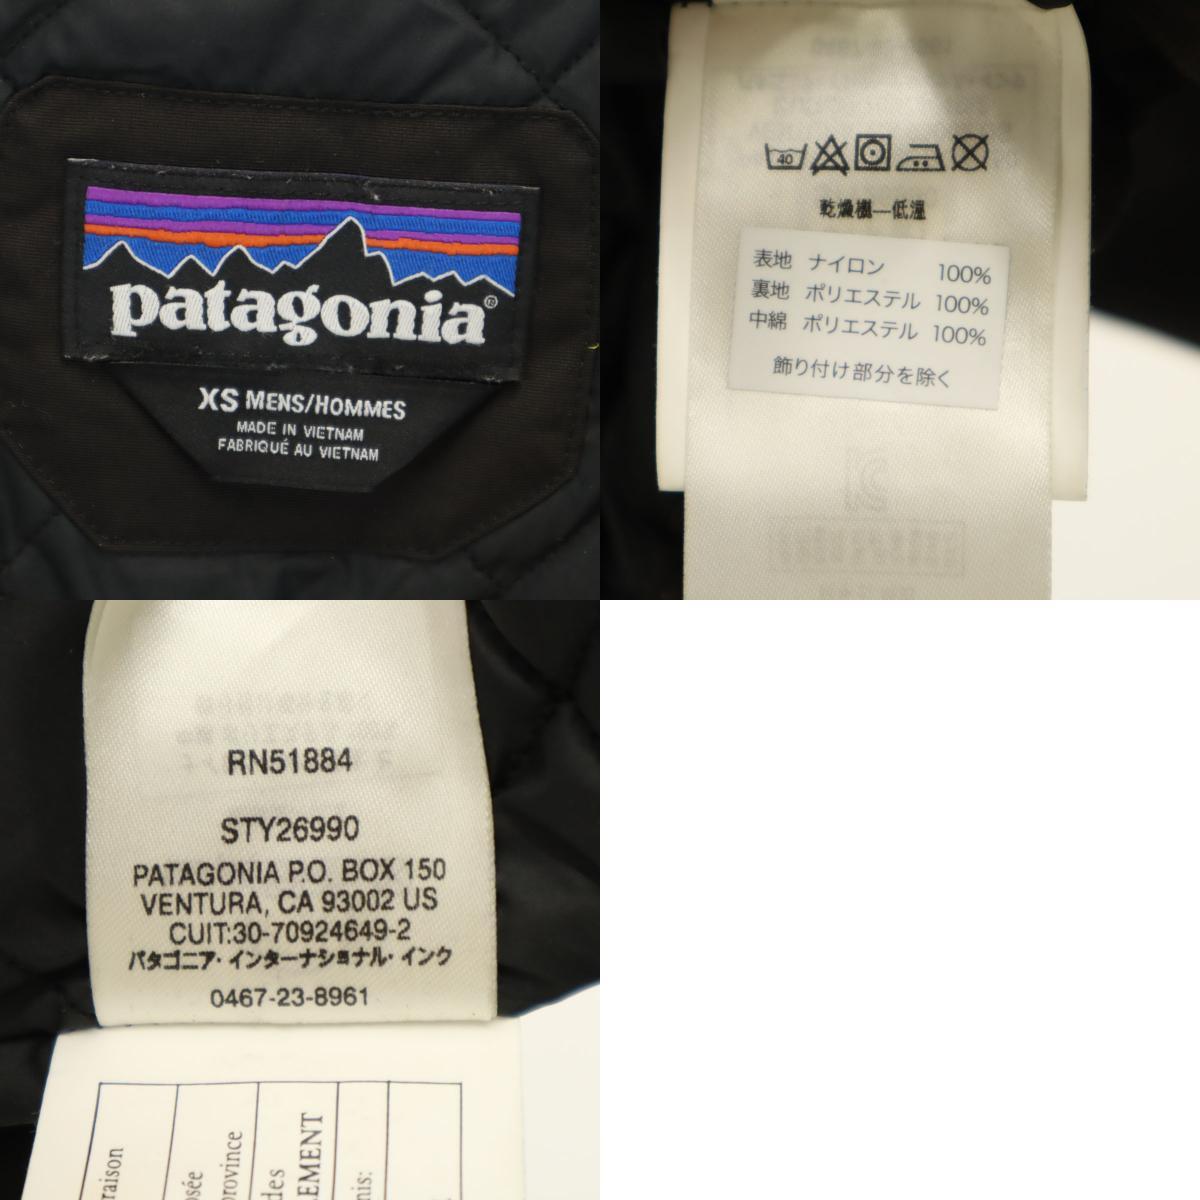 patagonia®
XS MENS/HOMMES
MADE IN VIETNAM
FABRIQUÉ AU VIETNAM
40
乾燥機—低温
表地 ナイロン 100%
裏地 ポリエステル 100%
中綿 ポリエステル 100%
飾り付け部分を除く
RN51884
STY26990
PATAGONIA P.O. BOX 150
VENTURA, CA 93002 US
CUIT:30-70924649-2
パタゴニア・インターナショナル・インク
0467-23-8961
province